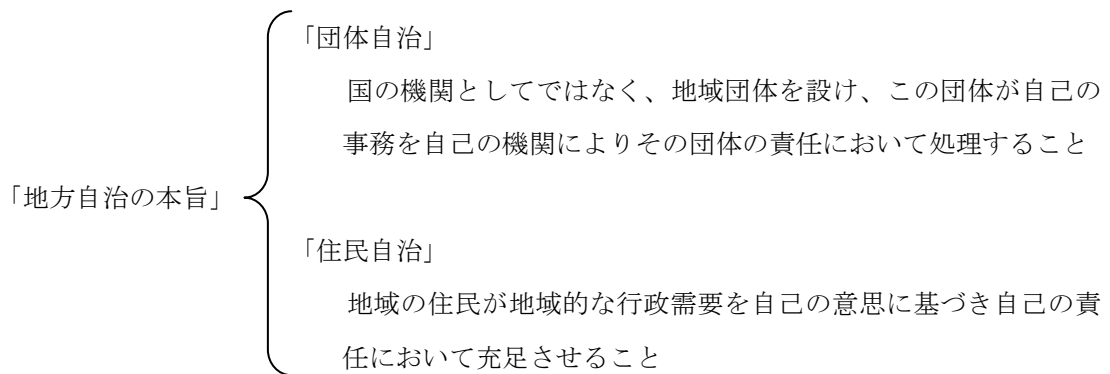 「団体自治」
国の機関としてではなく、地域団体を設け、この団体が自己の
事務を自己の機関によりその団体の責任において処理すること
「地方自治の本旨」
「住民自治」
地域の住民が地域的な行政需要を自己の意思に基づき自己の責
任において充足させること